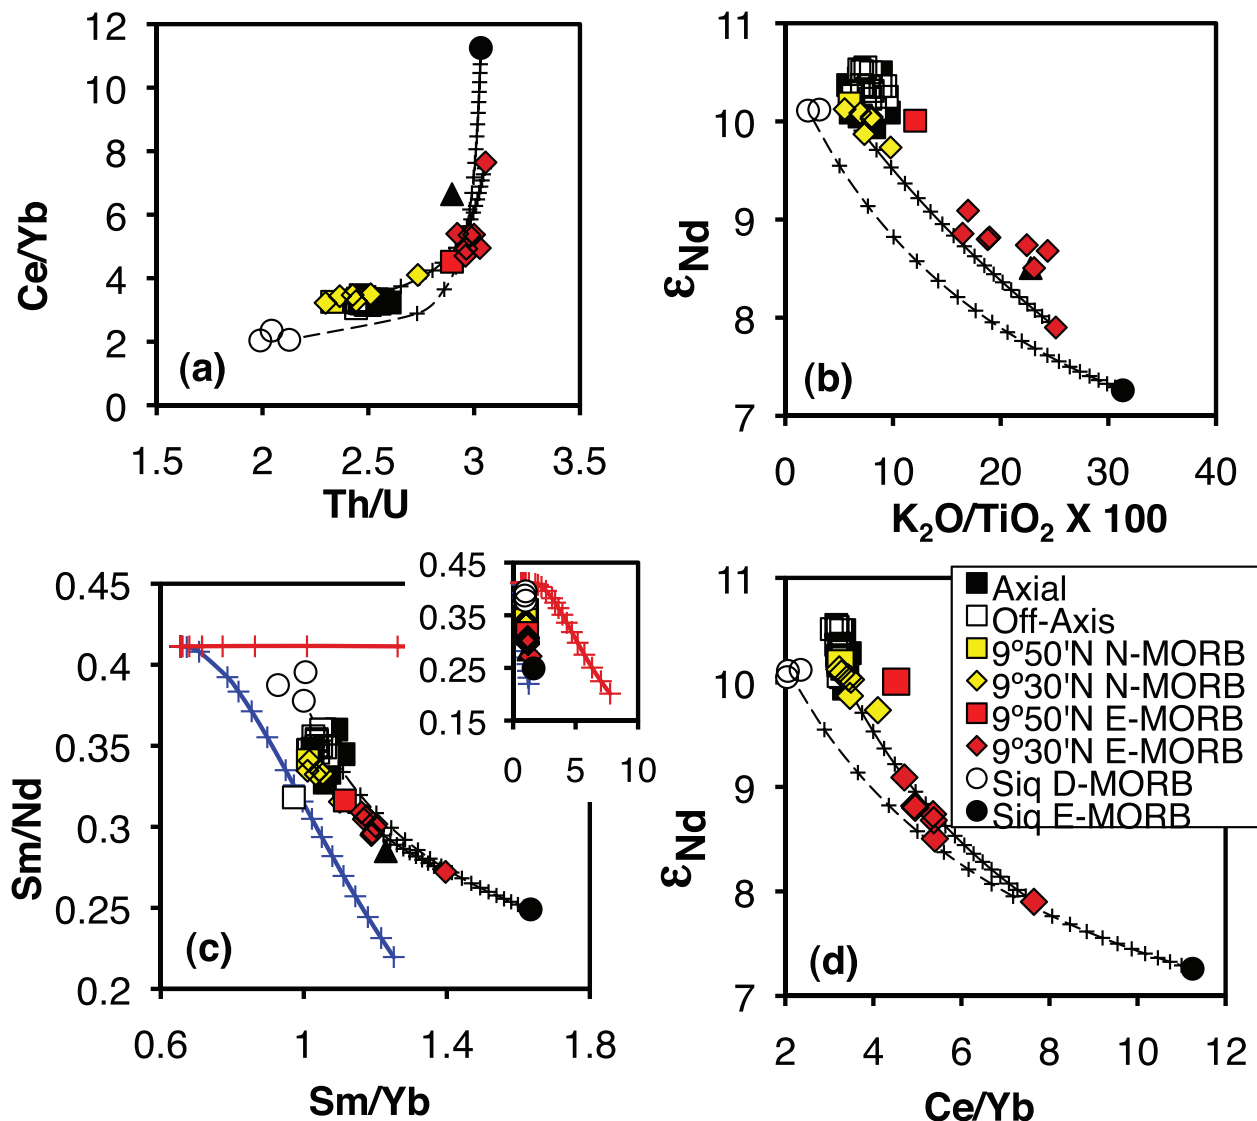 12
10
8
6
4
2
0
Ce/Yb
(a)
1.5 2 2.5 3 3.5
Th/U
11
10
9
8
7
εNd
(b)
0 10 20 30 40
K2O/TiO2 X 100
0.45
0.4
0.35
0.3
0.25
0.2
Sm/Nd
(c)
0.6 1 1.4 1.8
Sm/Yb
0.45
0.35
0.25
0.15
0 5 10
11
10
9
8
7
εNd
(d)
2 4 6 8 10 12
Ce/Yb
Axial
Off-Axis
9º50'N N-MORB
9º30'N N-MORB
9º50'N E-MORB
9º30'N E-MORB
Siq D-MORB
Siq E-MORB